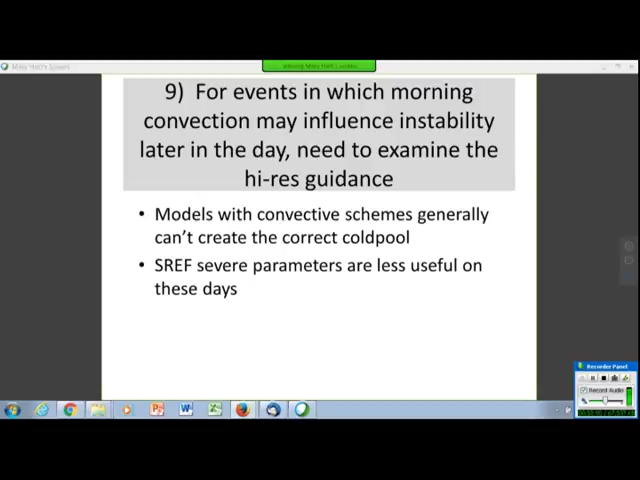 9) For events in which morning
convection may influence instability
later in the day, need to examine the
hi-res guidance
• Models with convective schemes generally
can't create the correct coldpool
• SREF severe parameters are less useful on
these days
Recorder Panel
Record Audio